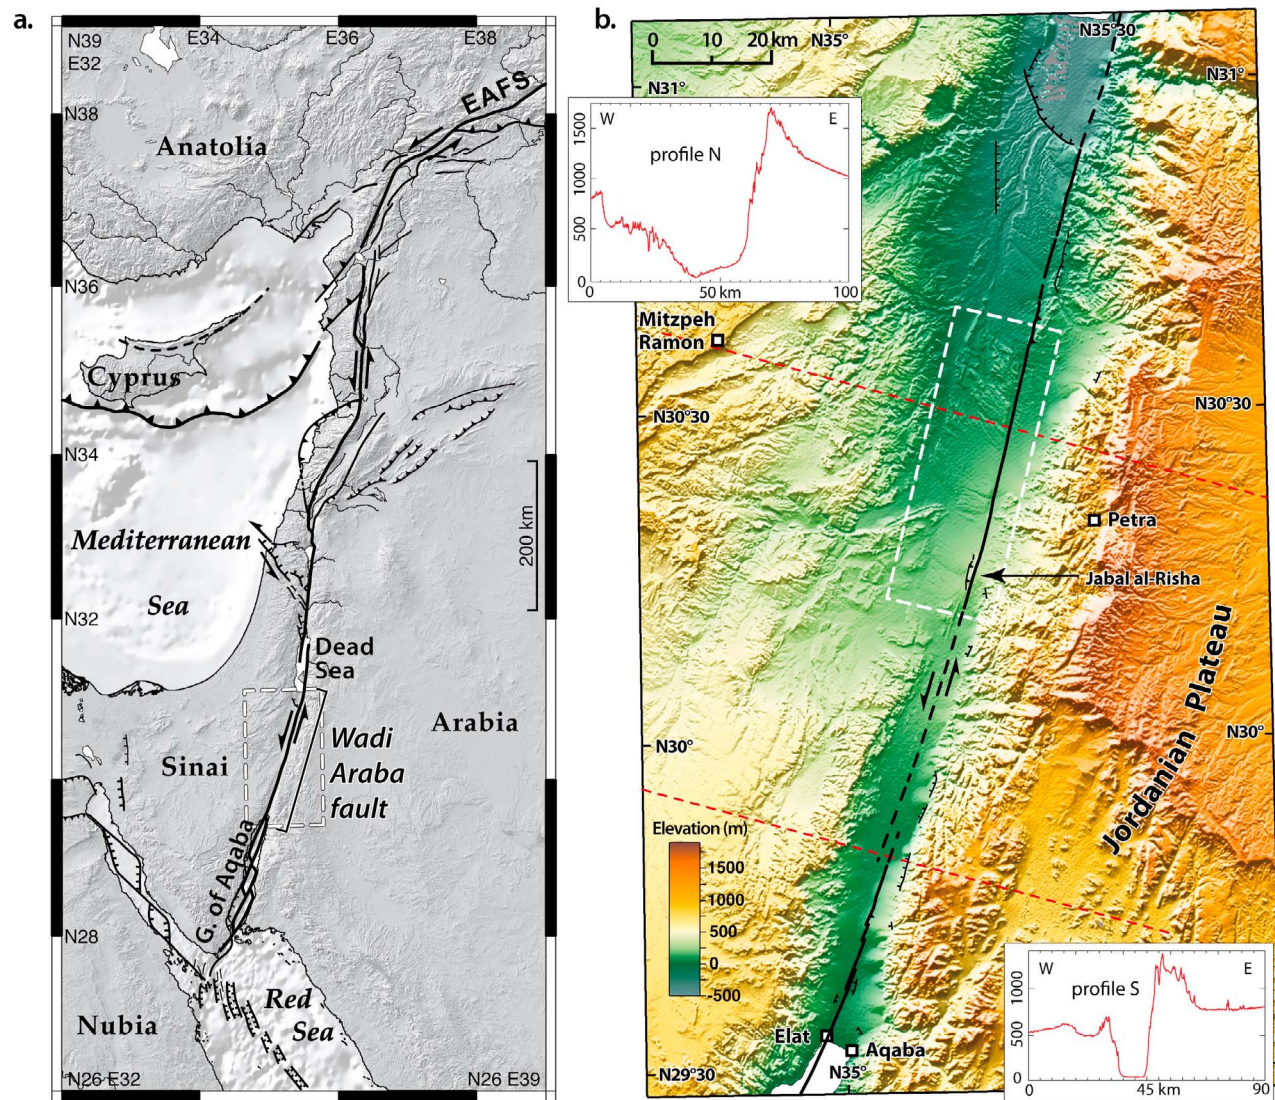 a.
N39
E32
E34
E36
E38
EAFS
N38
Anatolia
N36
Cyprus
N34
Mediterranean
Sea
200 km
N32
Dead
Sea
Arabia
Wadi
Araba
fault
Sinai
G. of Aqaba
N28
Red
Sea
Nubia
N26 E32
N26 E39
b.
0 10 20 km
N35°
N35°30
N31°
N31°
W E
profile N
1500
1000
500
0
0 50 km 100
Mitzpeh
Ramon
N30°30
N30°30
Petra
Jabal al-Risha
Jordanian Plateau
N30°
N30°
Elevation (m)
1500
1000
500
0
-500
W E
profile S
1000
500
0
0 45 km 90
Elat
Aqaba
N35°
N29°30